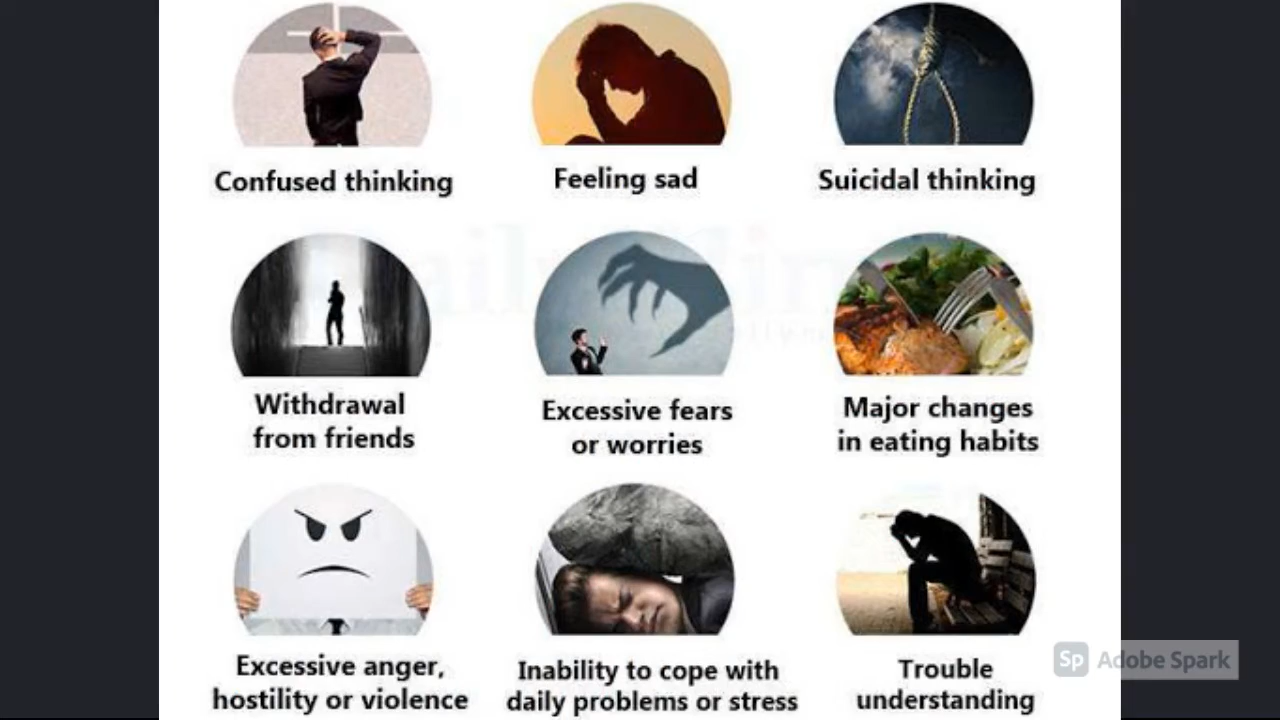 Confused thinking
Feeling sad
Suicidal thinking
Withdrawal
from friends
Excessive fears
or worries
Major changes
in eating habits
Excessive anger,
hostility or violence
Inability to cope with
daily problems or stress
Trouble
understanding
Sp Adobe Spark